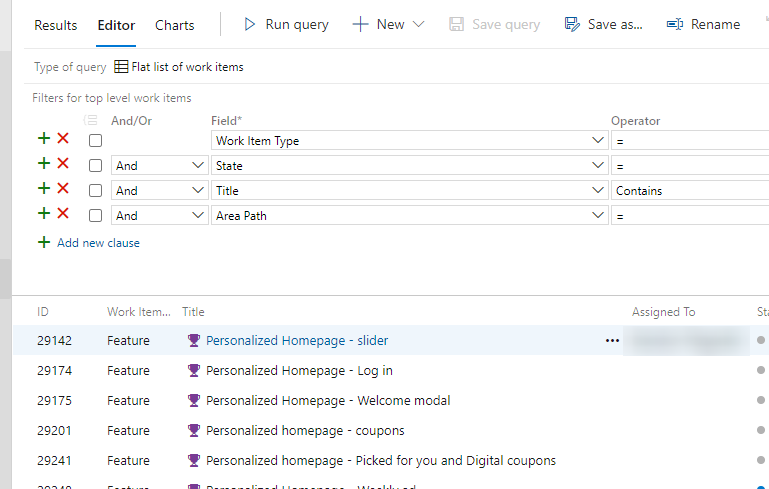 Results Editor Charts Run query New Save query Save as... Rename
Type of query Flat list of work items
Filters for top level work items
And/Or Field* Operator
Work Item Type =
And State =
And Title Contains
And Area Path =
Add new clause
ID Work Item... Title Assigned To Sta
29142 Feature Personalized Homepage - slider ...
29174 Feature Personalized Homepage - Log in
29175 Feature Personalized Homepage - Welcome modal
29201 Feature Personalized homepage - coupons
29241 Feature Personalized homepage - Picked for you and Digital coupons
Feature Personalized Homepage - Weekly ad